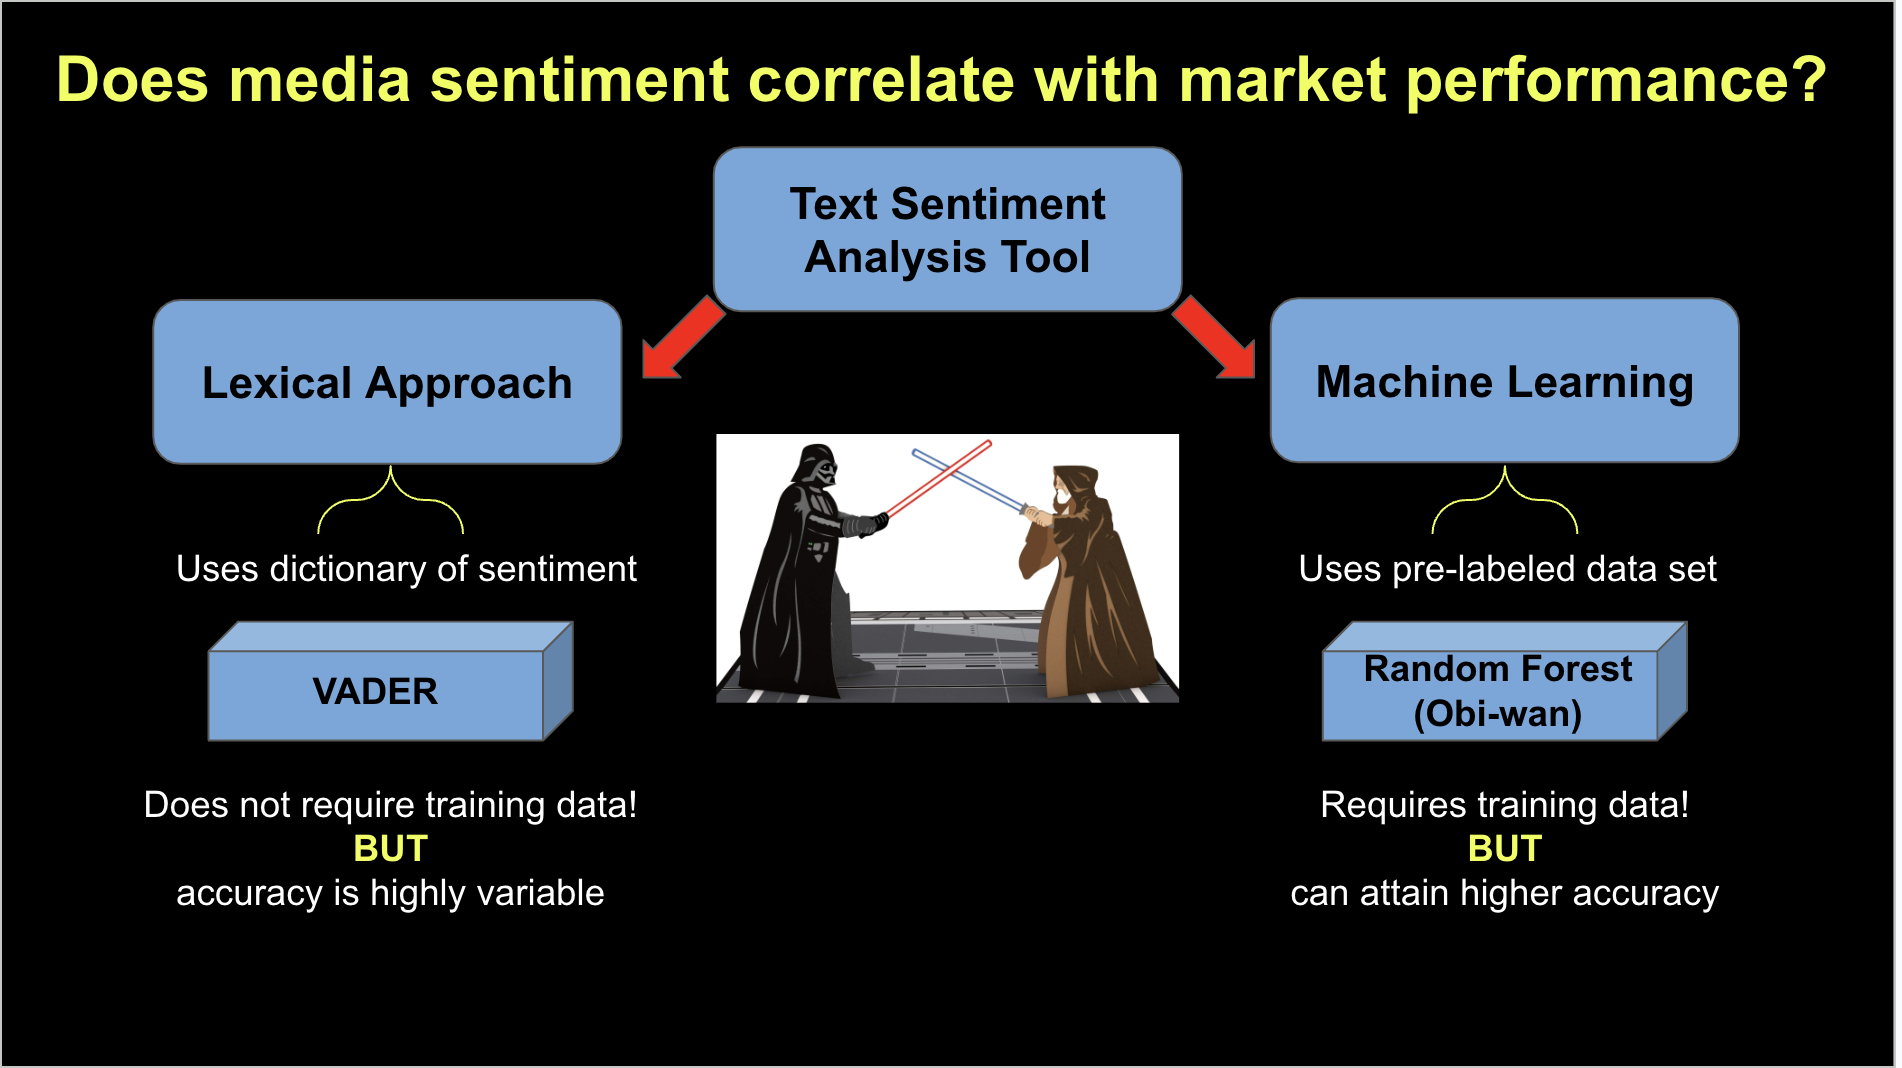 Does media sentiment correlate with market performance?
Text Sentiment
Analysis Tool
Lexical Approach
Machine Learning
Uses dictionary of sentiment
Uses pre-labeled data set
VADER
Random Forest
(Obi-wan)
Does not require training data!
BUT
accuracy is highly variable
Requires training data!
BUT
can attain higher accuracy